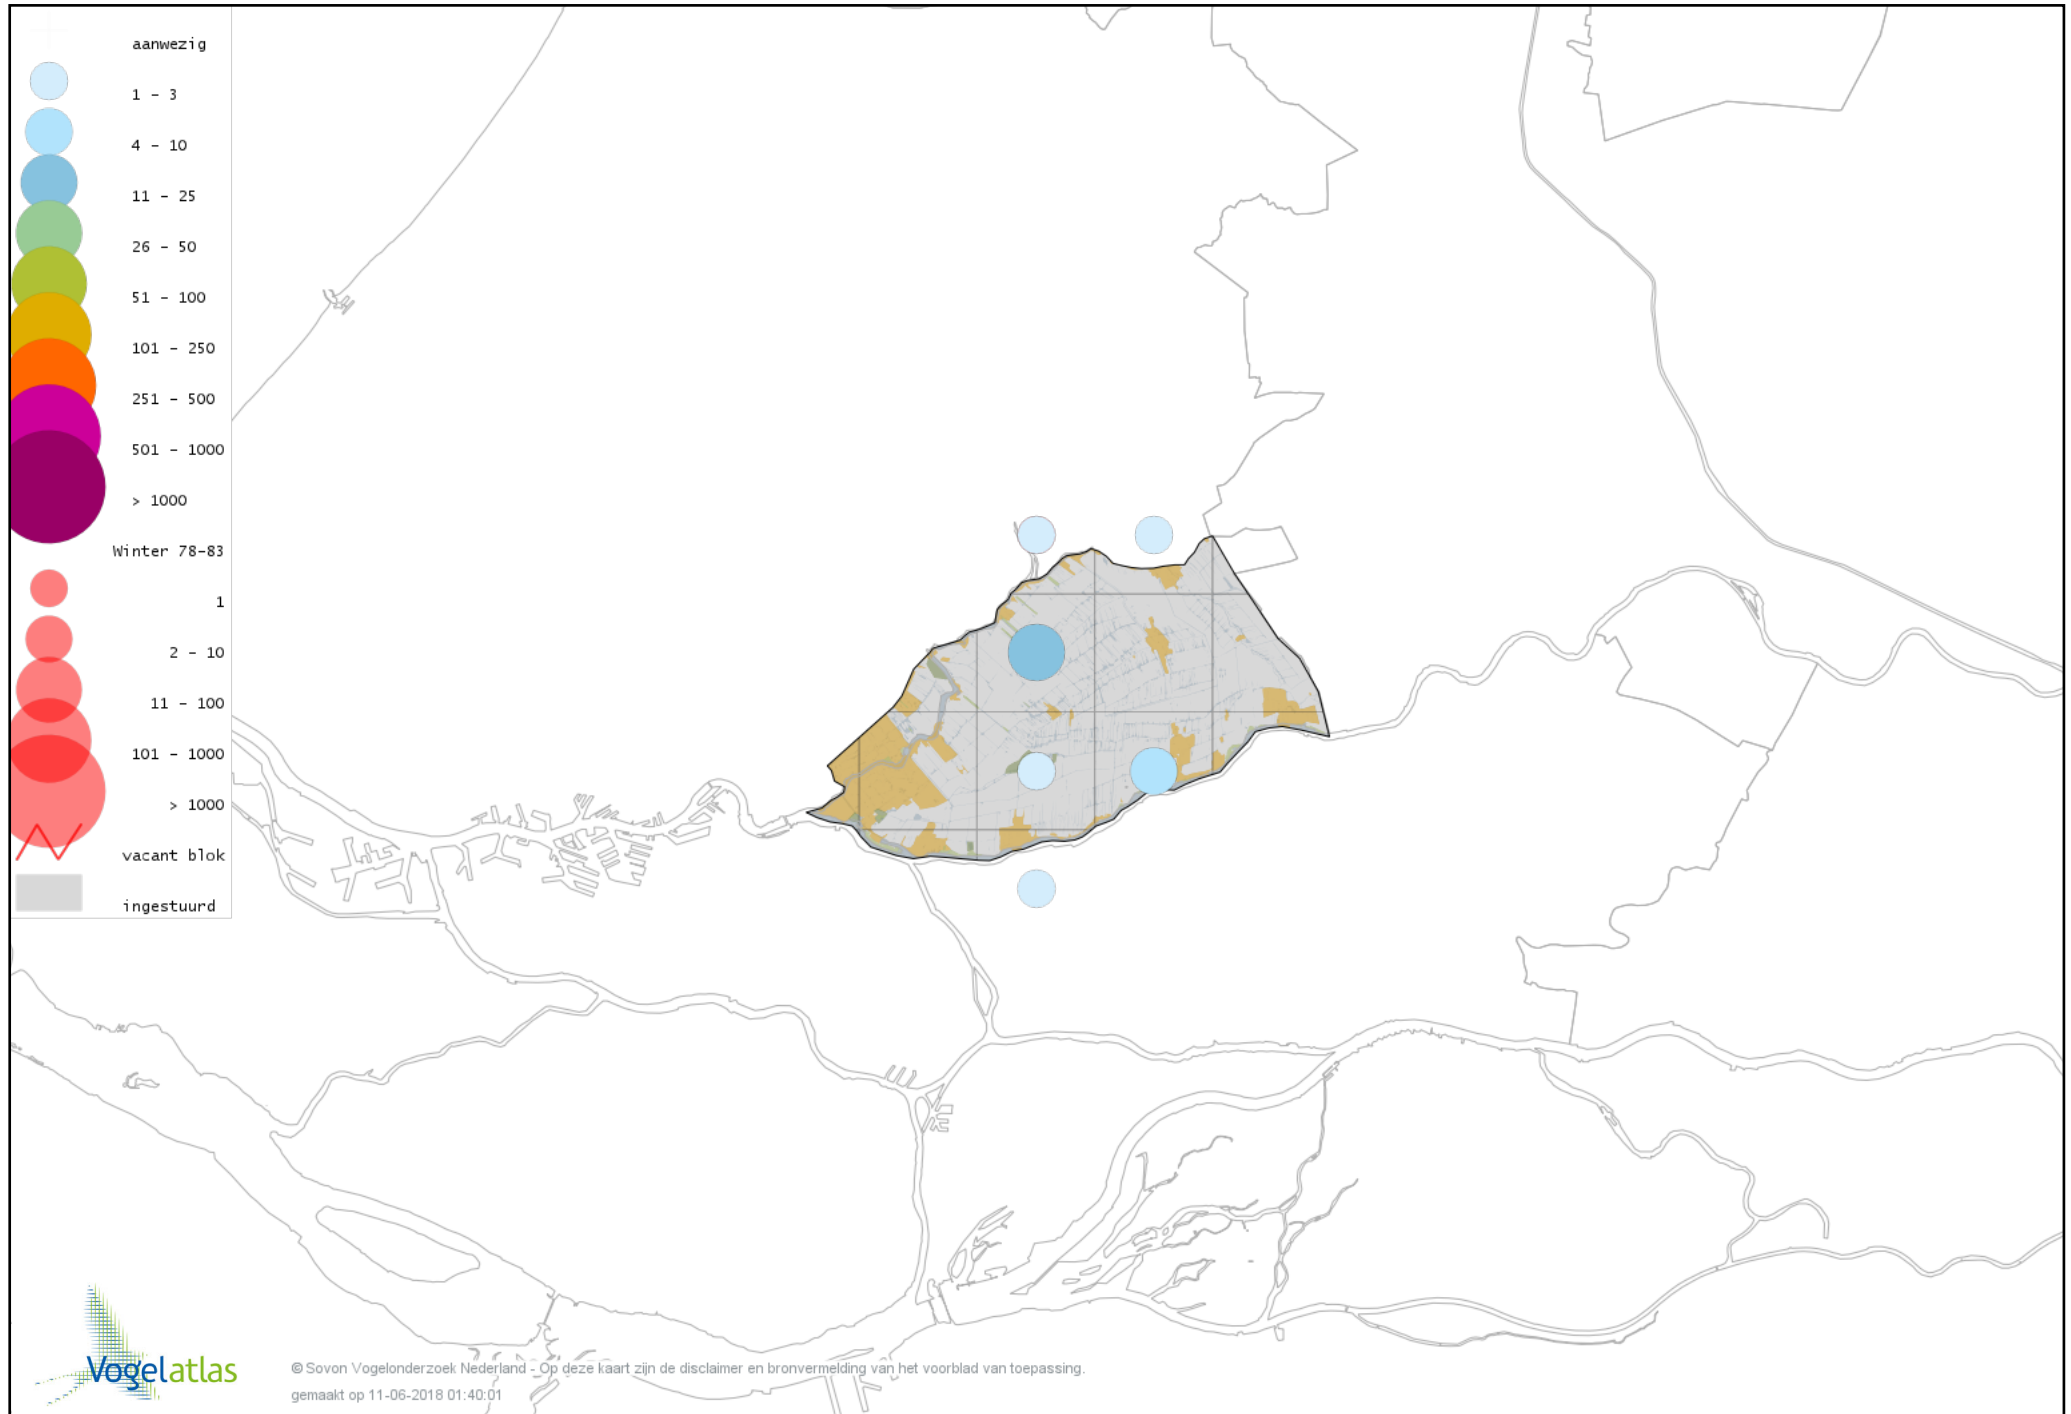 aanwezig
1 - 3
4 - 10
11 - 25
26 - 50
51 - 100
101 - 250
251 - 500
501 - 1000
> 1000
Winter 78-83
1
2 - 10
11 - 100
101 - 1000
> 1000
vacant blok
ingestuurd
Vogelatlas
© Sovon Vogelonderzoek Nederland - Op deze kaart zijn de disclaimer en bronvermelding van het voorblad van toepassing.
gemaakt op 11-06-2018 01:40:01